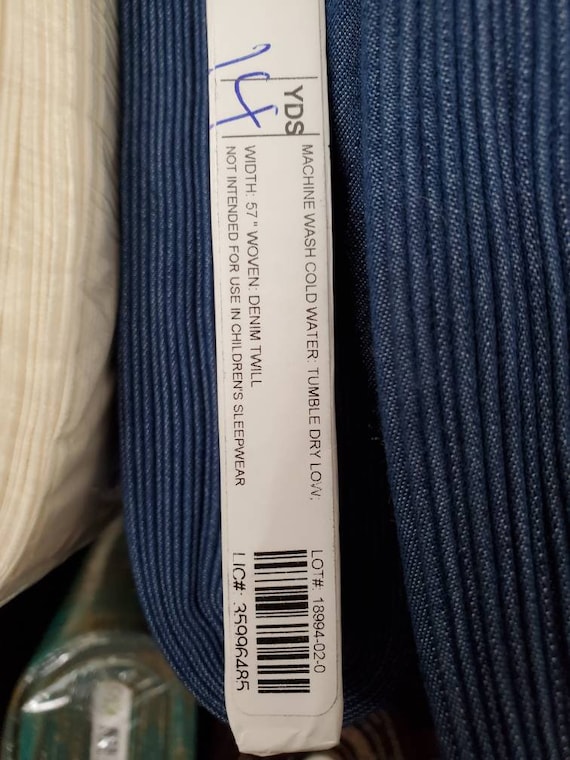 14
YDS
MACHINE WASH COLD WATER: TUMBLE DRY LOW:
WIDTH: 57" WOVEN: DENIM TWILL
NOT INTENDED FOR USE IN CHILDREN'S SLEEPWEAR
LOT#: 18994-02-0
LIC#: 35996485